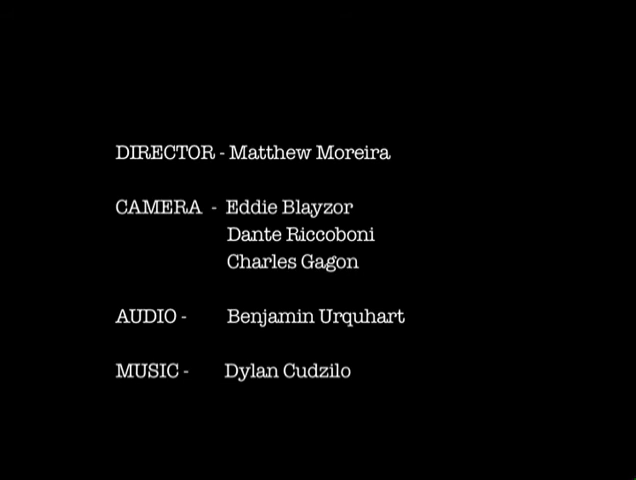 DIRECTOR - Matthew Moreira
CAMERA - Eddie Blayzor
Dante Riccoboni
Charles Gagon
AUDIO - Benjamin Urquhart
MUSIC - Dylan Cudzilo